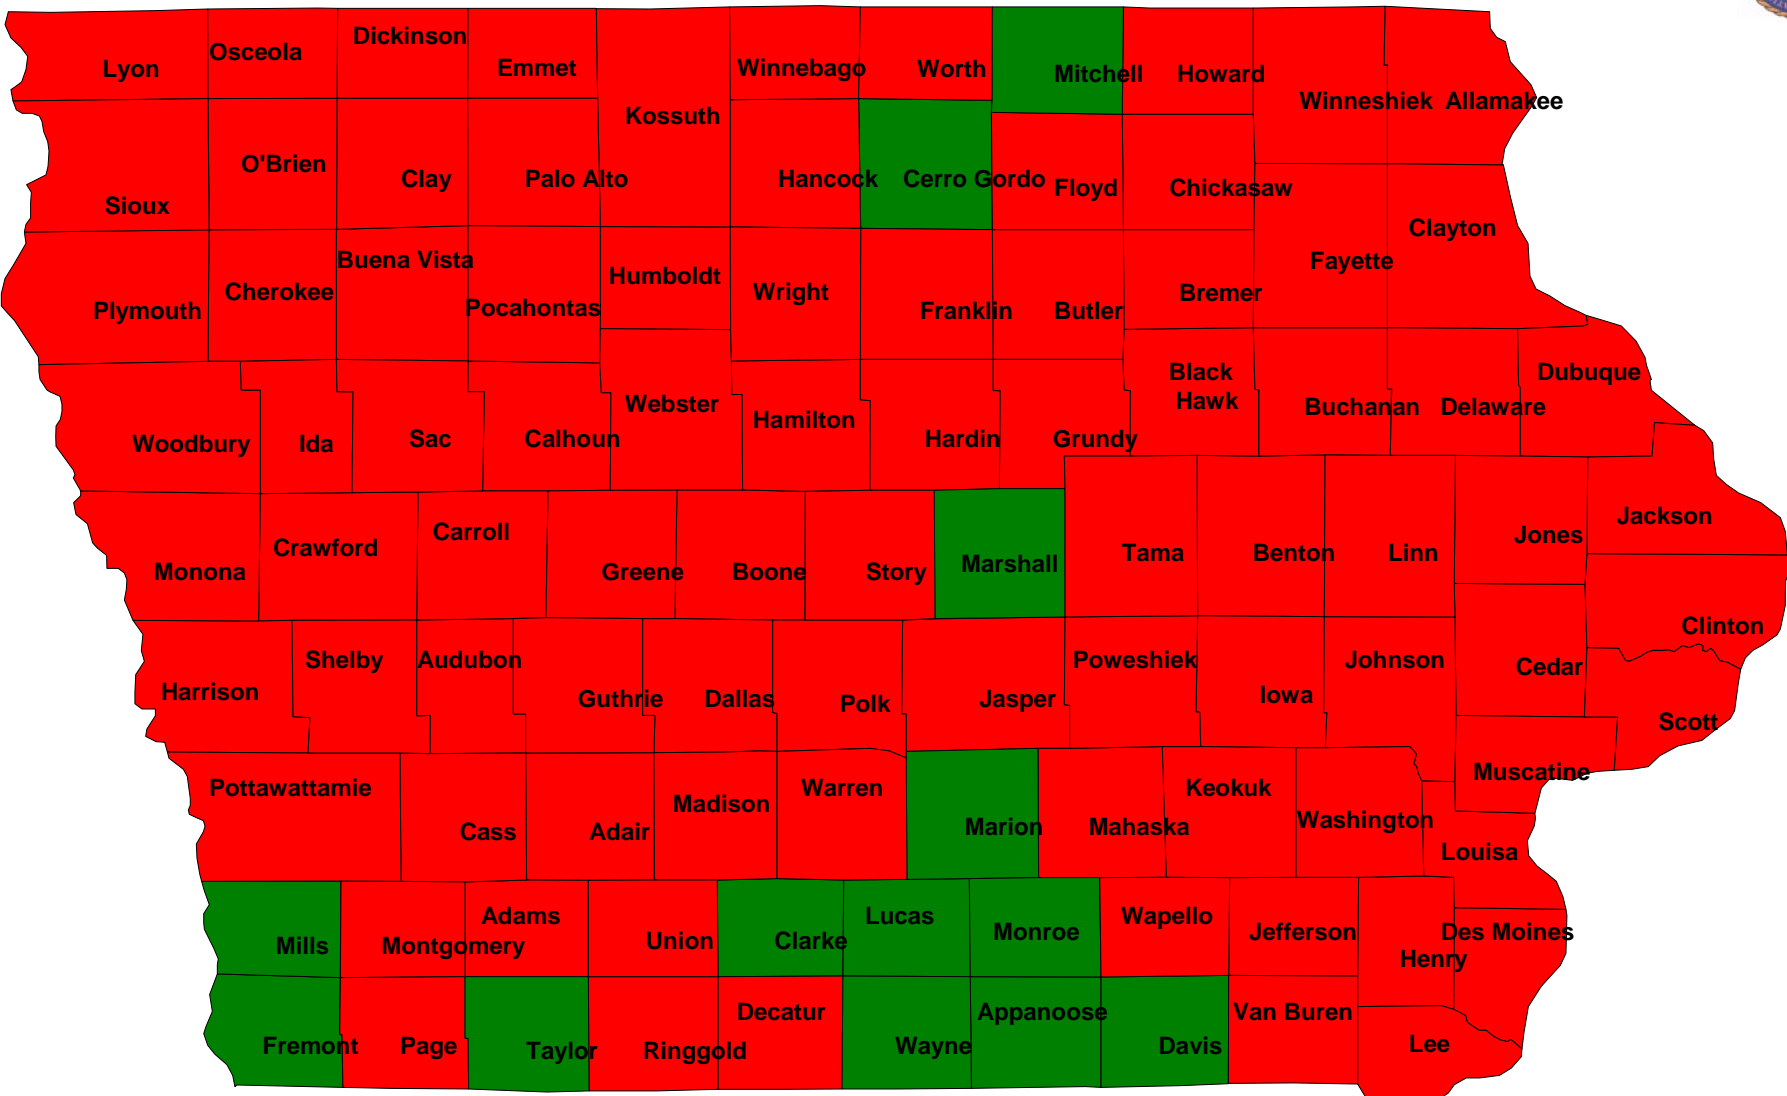 Dickinson
Osceola
Lyon
Emmet
Winnebago
Worth
Mitchell
Howard
Winneshiek
Allamakee
Kossuth
O'Brien
Sioux
Clay
Palo Alto
Hancock
Cerro Gordo
Floyd
Chickasaw
Clayton
Fayette
Buena Vista
Humboldt
Plymouth
Cherokee
Pocahontas
Wright
Franklin
Butler
Bremer
Black
Hawk
Dubuque
Buchanan
Delaware
Webster
Hamilton
Woodbury
Ida
Sac
Calhoun
Hardin
Grundy
Carroll
Crawford
Monona
Greene
Boone
Story
Marshall
Tama
Benton
Linn
Jones
Jackson
Clinton
Shelby
Audubon
Harrison
Guthrie
Dallas
Polk
Jasper
Poweshiek
Iowa
Johnson
Cedar
Scott
Muscatine
Pottawattamie
Cass
Adair
Madison
Warren
Marion
Mahaska
Keokuk
Washington
Louisa
Mills
Montgomery
Adams
Union
Clarke
Lucas
Monroe
Wapello
Jefferson
Henry
Des Moines
Fremont
Page
Taylor
Ringgold
Decatur
Wayne
Appanoose
Davis
Van Buren
Lee